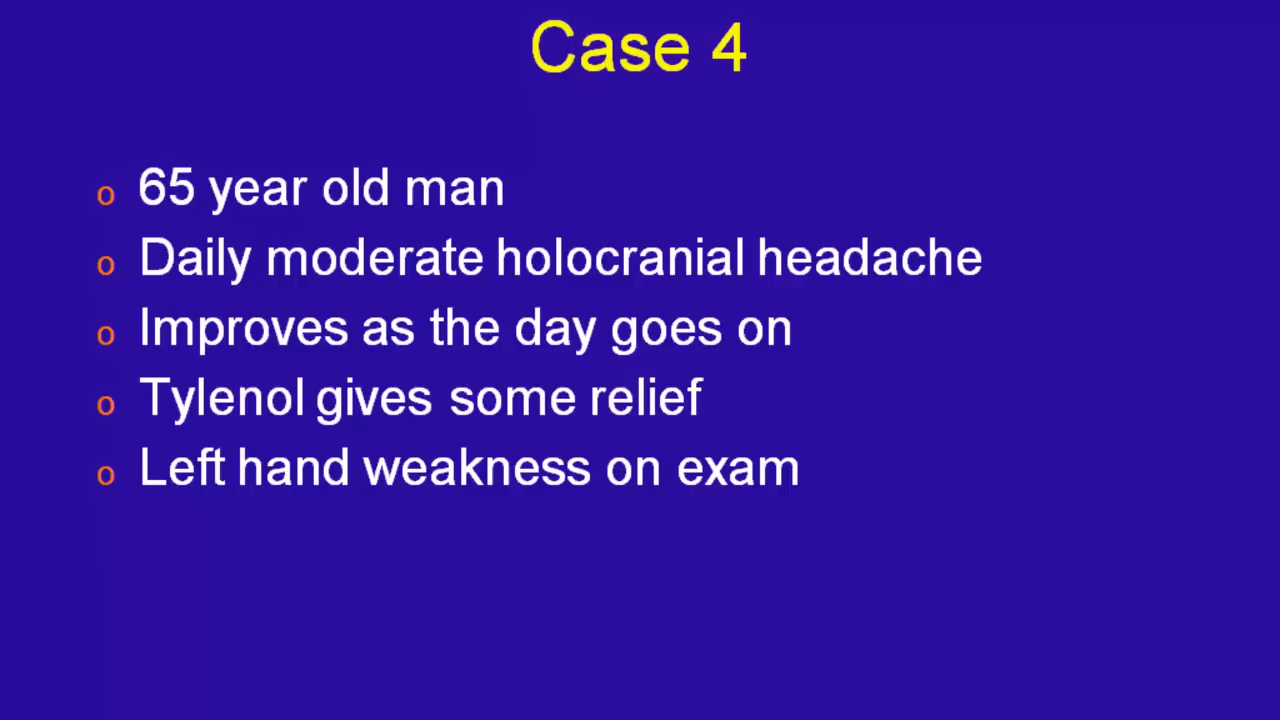 Case 4
o 65 year old man
o Daily moderate holocranial headache
o Improves as the day goes on
o Tylenol gives some relief
o Left hand weakness on exam